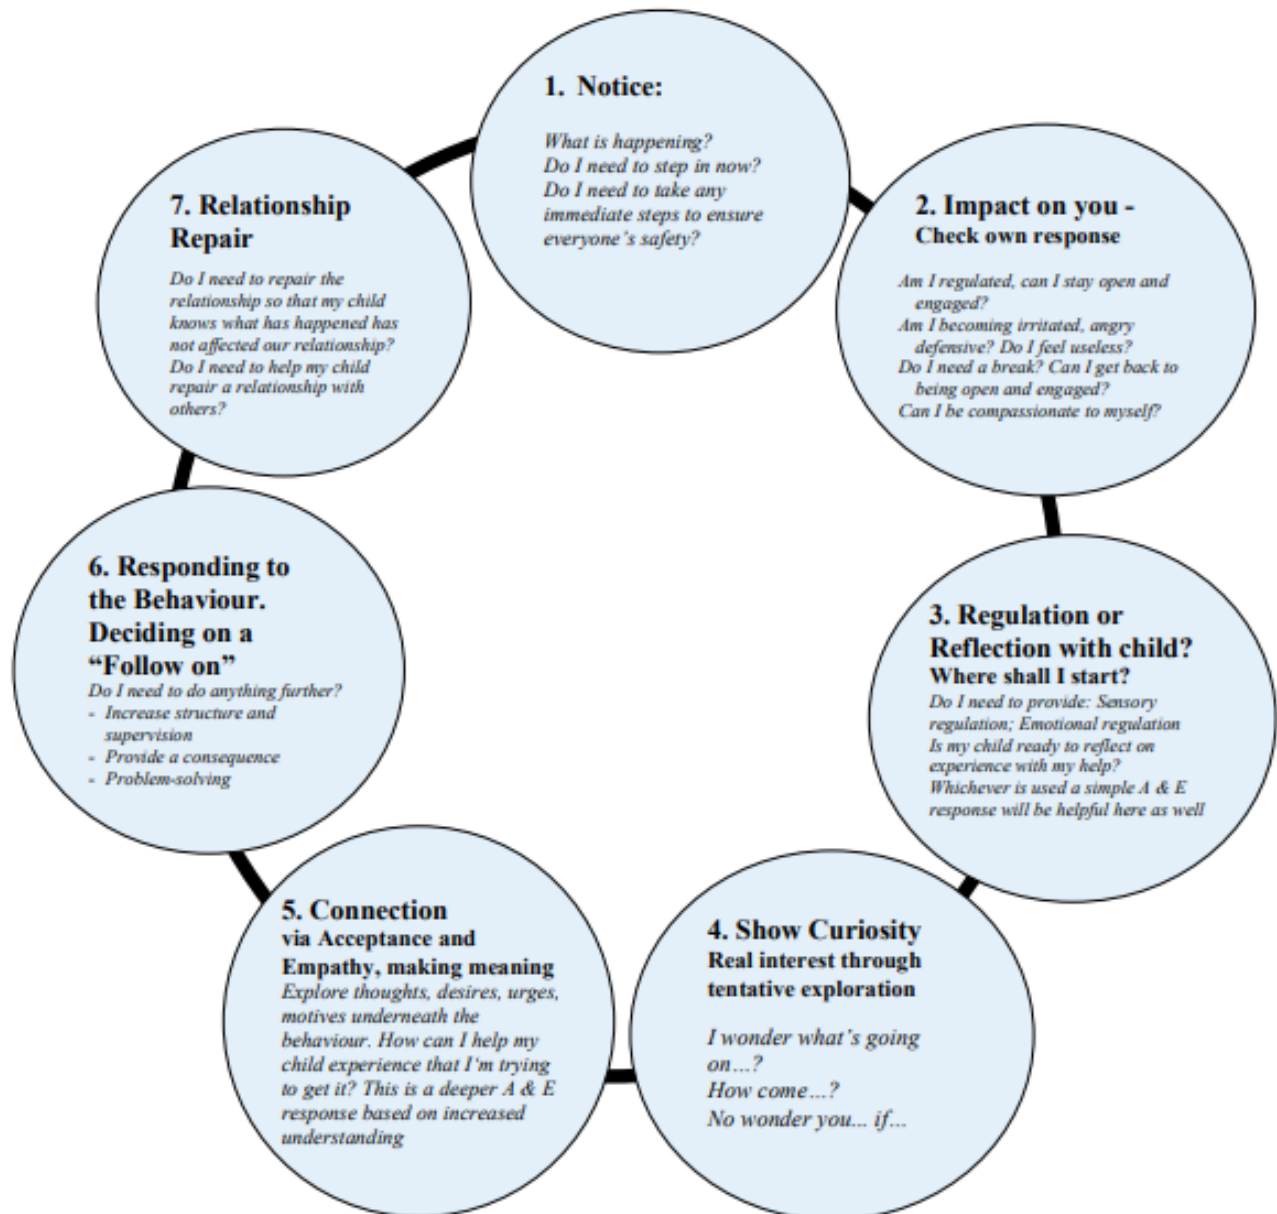 1. Notice:
What is happening?
Do I need to step in now?
Do I need to take any
immediate steps to ensure
everyone's safety?
2. Impact on you -
Check own response
Am I regulated, can I stay open and
engaged?
Am I becoming irritated, angry
defensive? Do I feel useless?
Do I need a break? Can I get back to
being open and engaged?
Can I be compassionate to myself?
3. Regulation or
Reflection with child?
Where shall I start?
Do I need to provide: Sensory
regulation; Emotional regulation
Is my child ready to reflect on
experience with my help?
Whichever is used a simple A & E
response will be helpful here as well
4. Show Curiosity
Real interest through
tentative exploration
I wonder what's going
on...?
How come...?
No wonder you... if...
5. Connection
via Acceptance and
Empathy, making meaning
Explore thoughts, desires, urges,
motives underneath the
behaviour. How can I help my
child experience that I'm trying
to get it? This is a deeper A & E
response based on increased
understanding
6. Responding to
the Behaviour.
Deciding on a
“Follow on”
Do I need to do anything further?
- Increase structure and
supervision
- Provide a consequence
- Problem-solving
7. Relationship
Repair
Do I need to repair the
relationship so that my child
knows what has happened has
not affected our relationship?
Do I need to help my child
repair a relationship with
others?